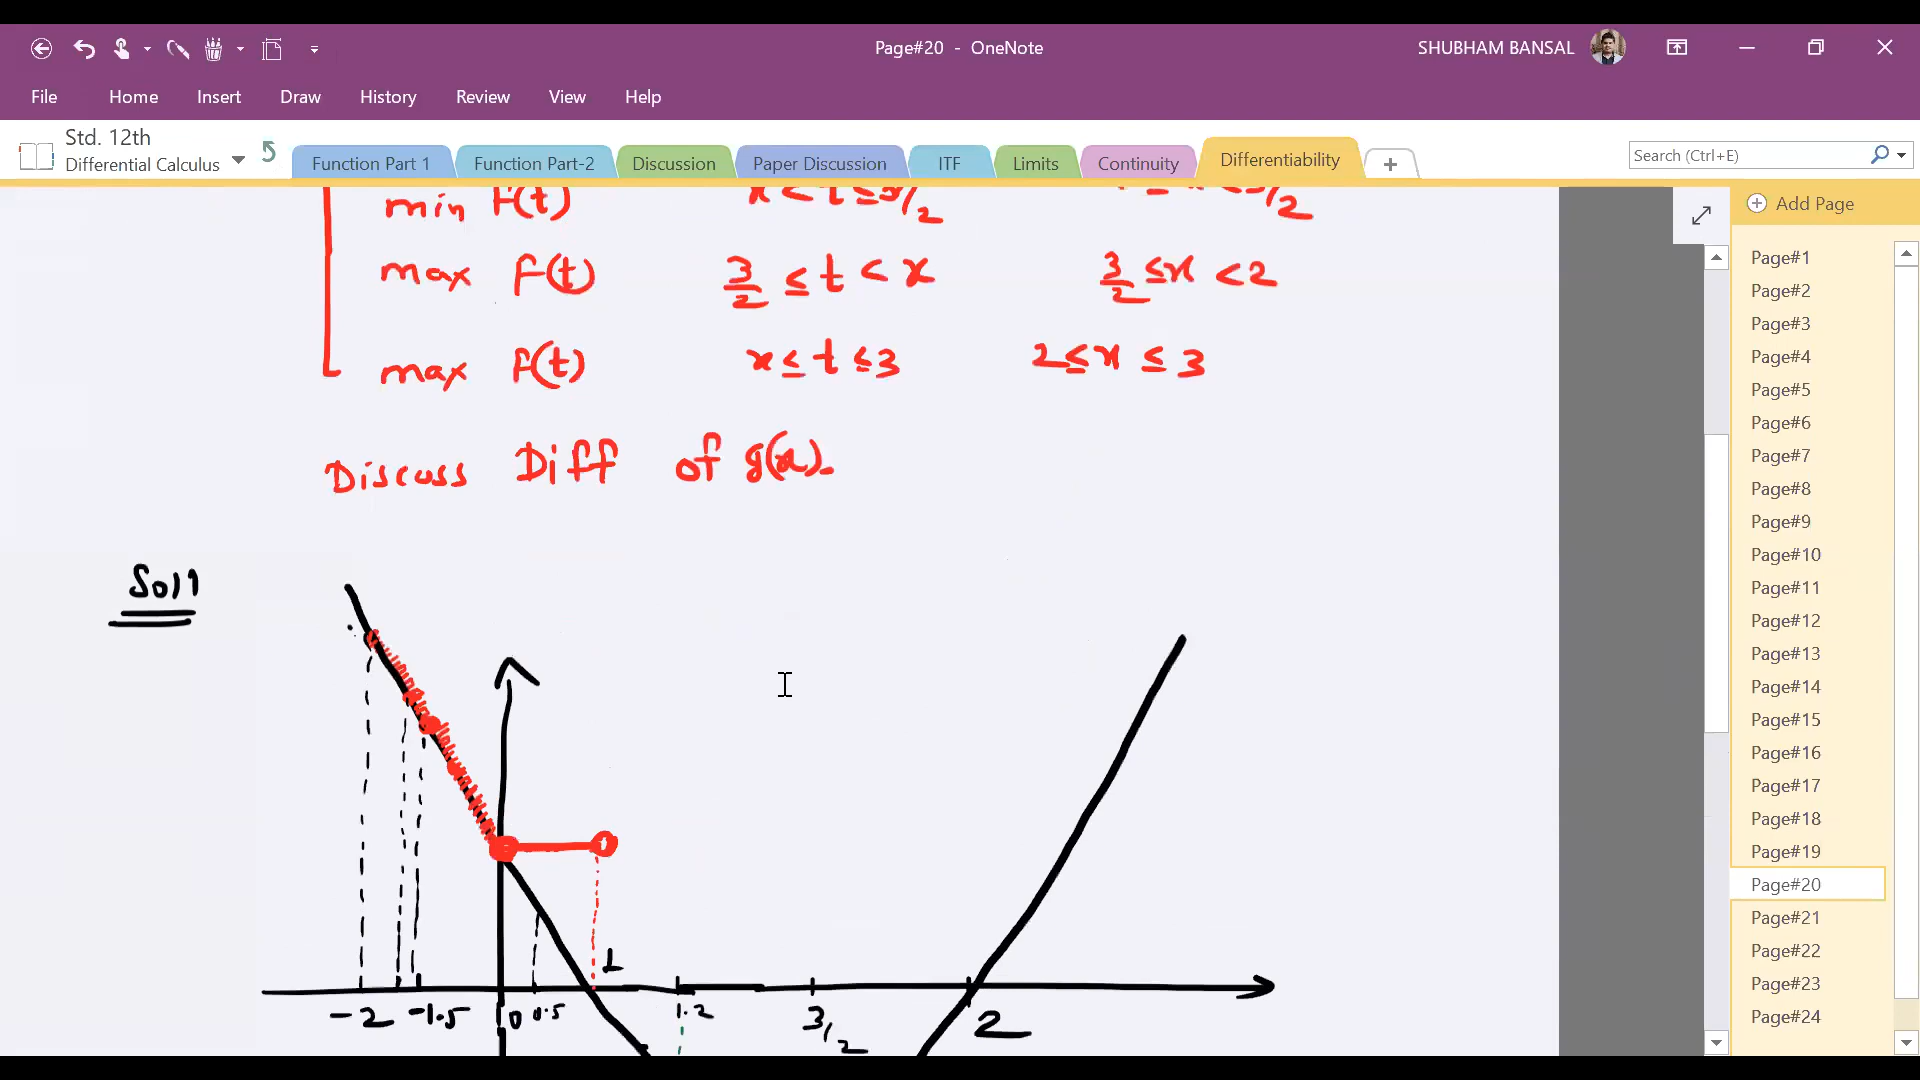 Page#20 - OneNote
SHUBHAM BANSAL
File Home Insert Draw History Review View Help
Std. 12th
Differential Calculus
Function Part 1 Function Part-2 Discussion Paper Discussion ITF Limits Continuity Differentiability
Search (Ctrl+E)
Add Page
min F(t) x < t ≤ 3/2 ≤ 3/2
max F(t) 3/2 ≤ t < x 3/2 ≤ x < 2
max F(t) x ≤ t ≤ 3 2 ≤ x ≤ 3
Discuss Diff of g(x).
Soln
1
-2 -1.5 0 0.5 1.2 3/2 2
Page#1
Page#2
Page#3
Page#4
Page#5
Page#6
Page#7
Page#8
Page#9
Page#10
Page#11
Page#12
Page#13
Page#14
Page#15
Page#16
Page#17
Page#18
Page#19
Page#20
Page#21
Page#22
Page#23
Page#24